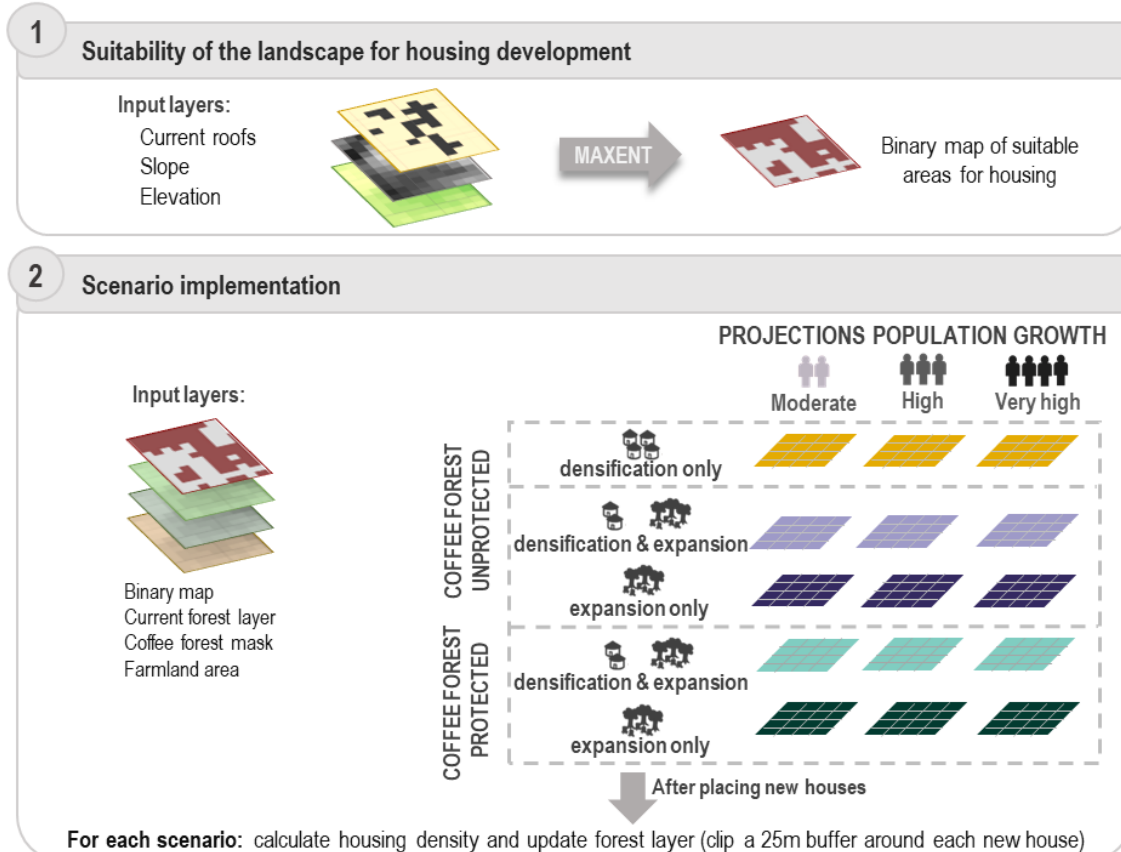 1
Suitability of the landscape for housing development
Input layers:
Current roofs
Slope
Elevation
MAXENT
Binary map of suitable
areas for housing
2
Scenario implementation
PROJECTIONS POPULATION GROWTH
Moderate
High
Very high
Input layers:
Binary map
Current forest layer
Coffee forest mask
Farmland area
COFFEE FOREST
UNPROTECTED
densification only
densification & expansion
expansion only
COFFEE FOREST
PROTECTED
densification & expansion
expansion only
After placing new houses
For each scenario: calculate housing density and update forest layer (clip a 25m buffer around each new house)